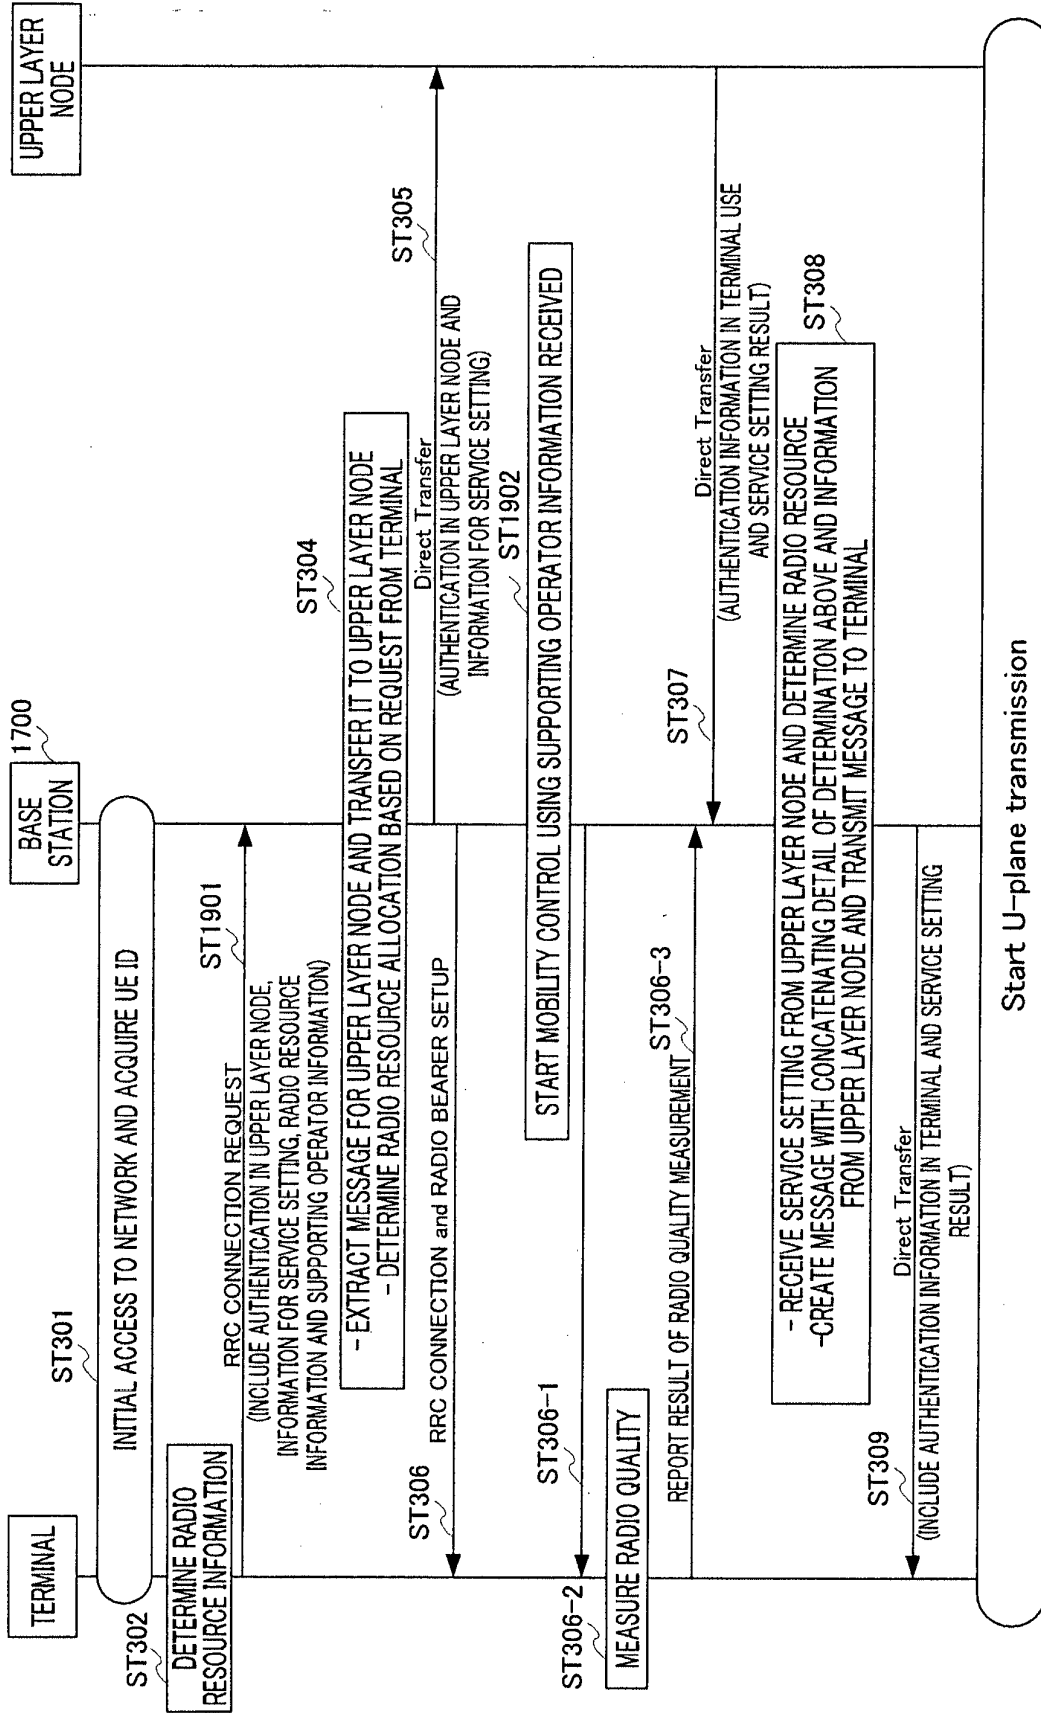 TERMINAL
BASE
STATION
1700
UPPER LAYER
NODE
ST301
INITIAL ACCESS TO NETWORK AND ACQUIRE UE ID
ST302
DETERMINE RADIO
RESOURCE INFORMATION
RRC CONNECTION REQUEST
ST1901
(INCLUDE AUTHENTICATION IN UPPER LAYER NODE,
INFORMATION FOR SERVICE SETTING, RADIO RESOURCE
INFORMATION AND SUPPORTING OPERATOR INFORMATION)
ST304
- EXTRACT MESSAGE FOR UPPER LAYER NODE AND TRANSFER IT TO UPPER LAYER NODE
- DETERMINE RADIO RESOURCE ALLOCATION BASED ON REQUEST FROM TERMINAL
Direct Transfer
ST305
(AUTHENTICATION IN UPPER LAYER NODE AND
INFORMATION FOR SERVICE SETTING)
ST306
RRC CONNECTION and RADIO BEARER SETUP
ST1902
START MOBILITY CONTROL USING SUPPORTING OPERATOR INFORMATION RECEIVED
ST306-1
ST306-2
MEASURE RADIO QUALITY
REPORT RESULT OF RADIO QUALITY MEASUREMENT
ST306-3
ST307
Direct Transfer
(AUTHENTICATION INFORMATION IN TERMINAL USE
AND SERVICE SETTING RESULT)
ST308
- RECEIVE SERVICE SETTING FROM UPPER LAYER NODE AND DETERMINE RADIO RESOURCE
-CREATE MESSAGE WITH CONCATENATING DETAIL OF DETERMINATION ABOVE AND INFORMATION
FROM UPPER LAYER NODE AND TRANSMIT MESSAGE TO TERMINAL
ST309
Direct Transfer
(INCLUDE AUTHENTICATION INFORMATION IN TERMINAL AND SERVICE SETTING
RESULT)
Start U-plane transmission